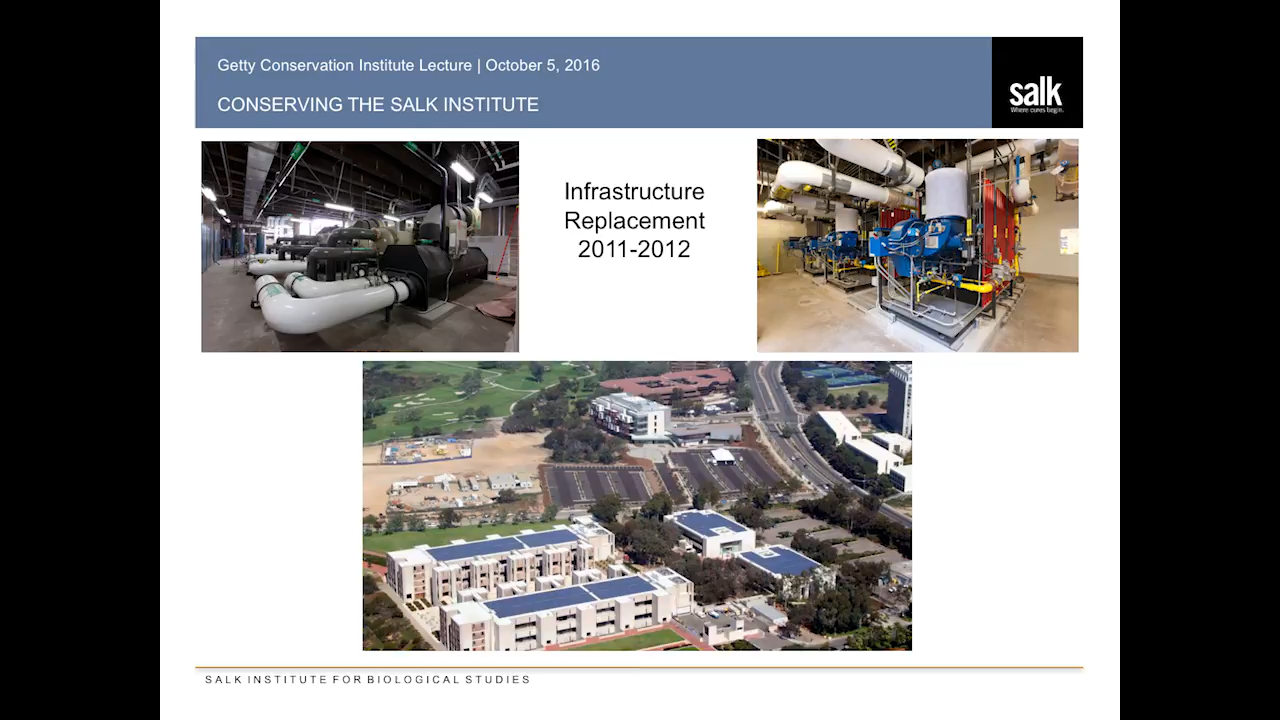 Getty Conservation Institute Lecture | October 5, 2016
CONSERVING THE SALK INSTITUTE
salk
Where cures begin.
Infrastructure
Replacement
2011-2012
SALK INSTITUTE FOR BIOLOGICAL STUDIES